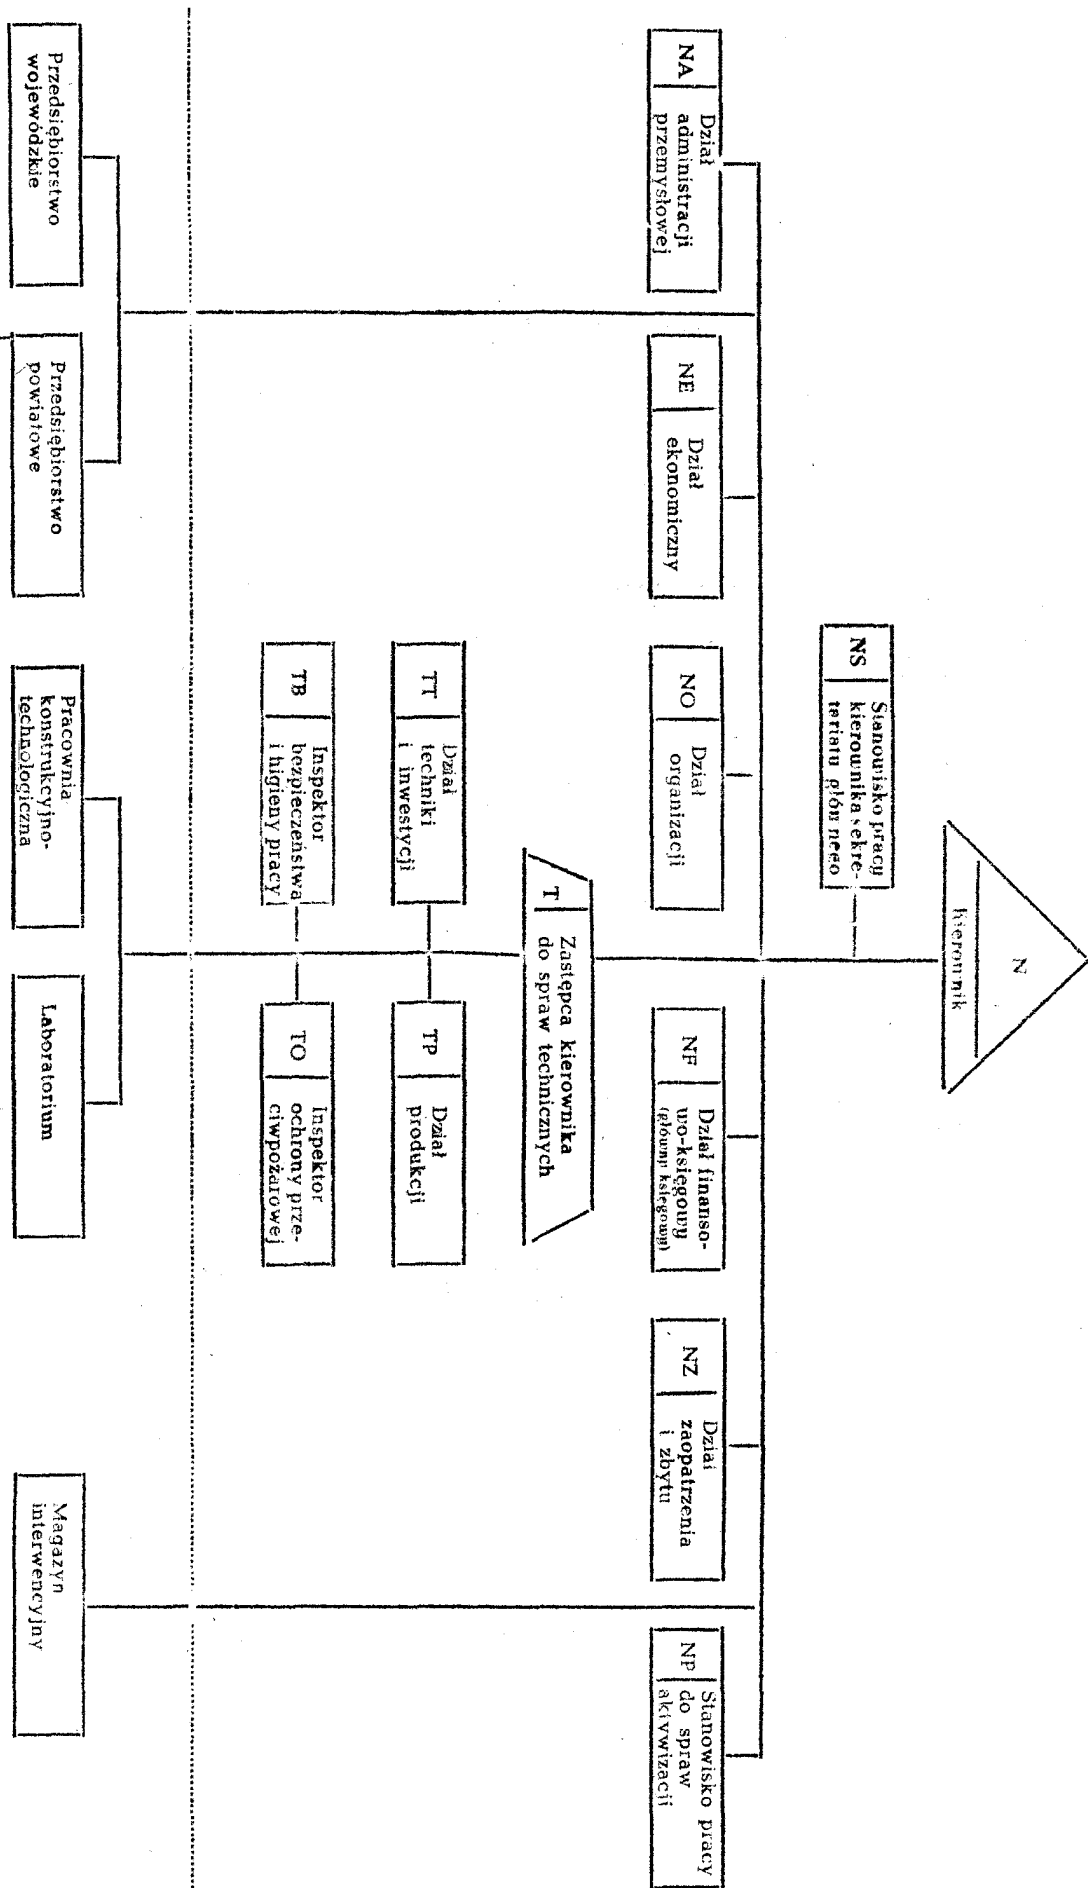 N
Kierownik
NS
Stanowisko pracy
kierownika sekre-
tariatu głównego
NA
Dział
administracji
przemysłowej
NE
Dział
ekonomiczny
NO
Dział
organizacji
NF
Dział finanso-
wo-księgowy
(główny księgowy)
NZ
Dział
zaopatrzenia
i zbytu
NP
Stanowisko pracy
do spraw
aktywizacji
T
Zastępca kierownika
do spraw technicznych
TT
Dział
techniki
i inwestycji
TP
Dział
produkcji
TB
Inspektor
bezpieczeństwa
i higieny pracy
TO
Inspektor
ochrony prze-
ciwpożarowej
Przedsiębiorstwo
wojewódzkie
Przedsiębiorstwo
powiatowe
Pracownia
konstrukcyjno-
technologiczna
Laboratorium
Magazyn
interwencyjny